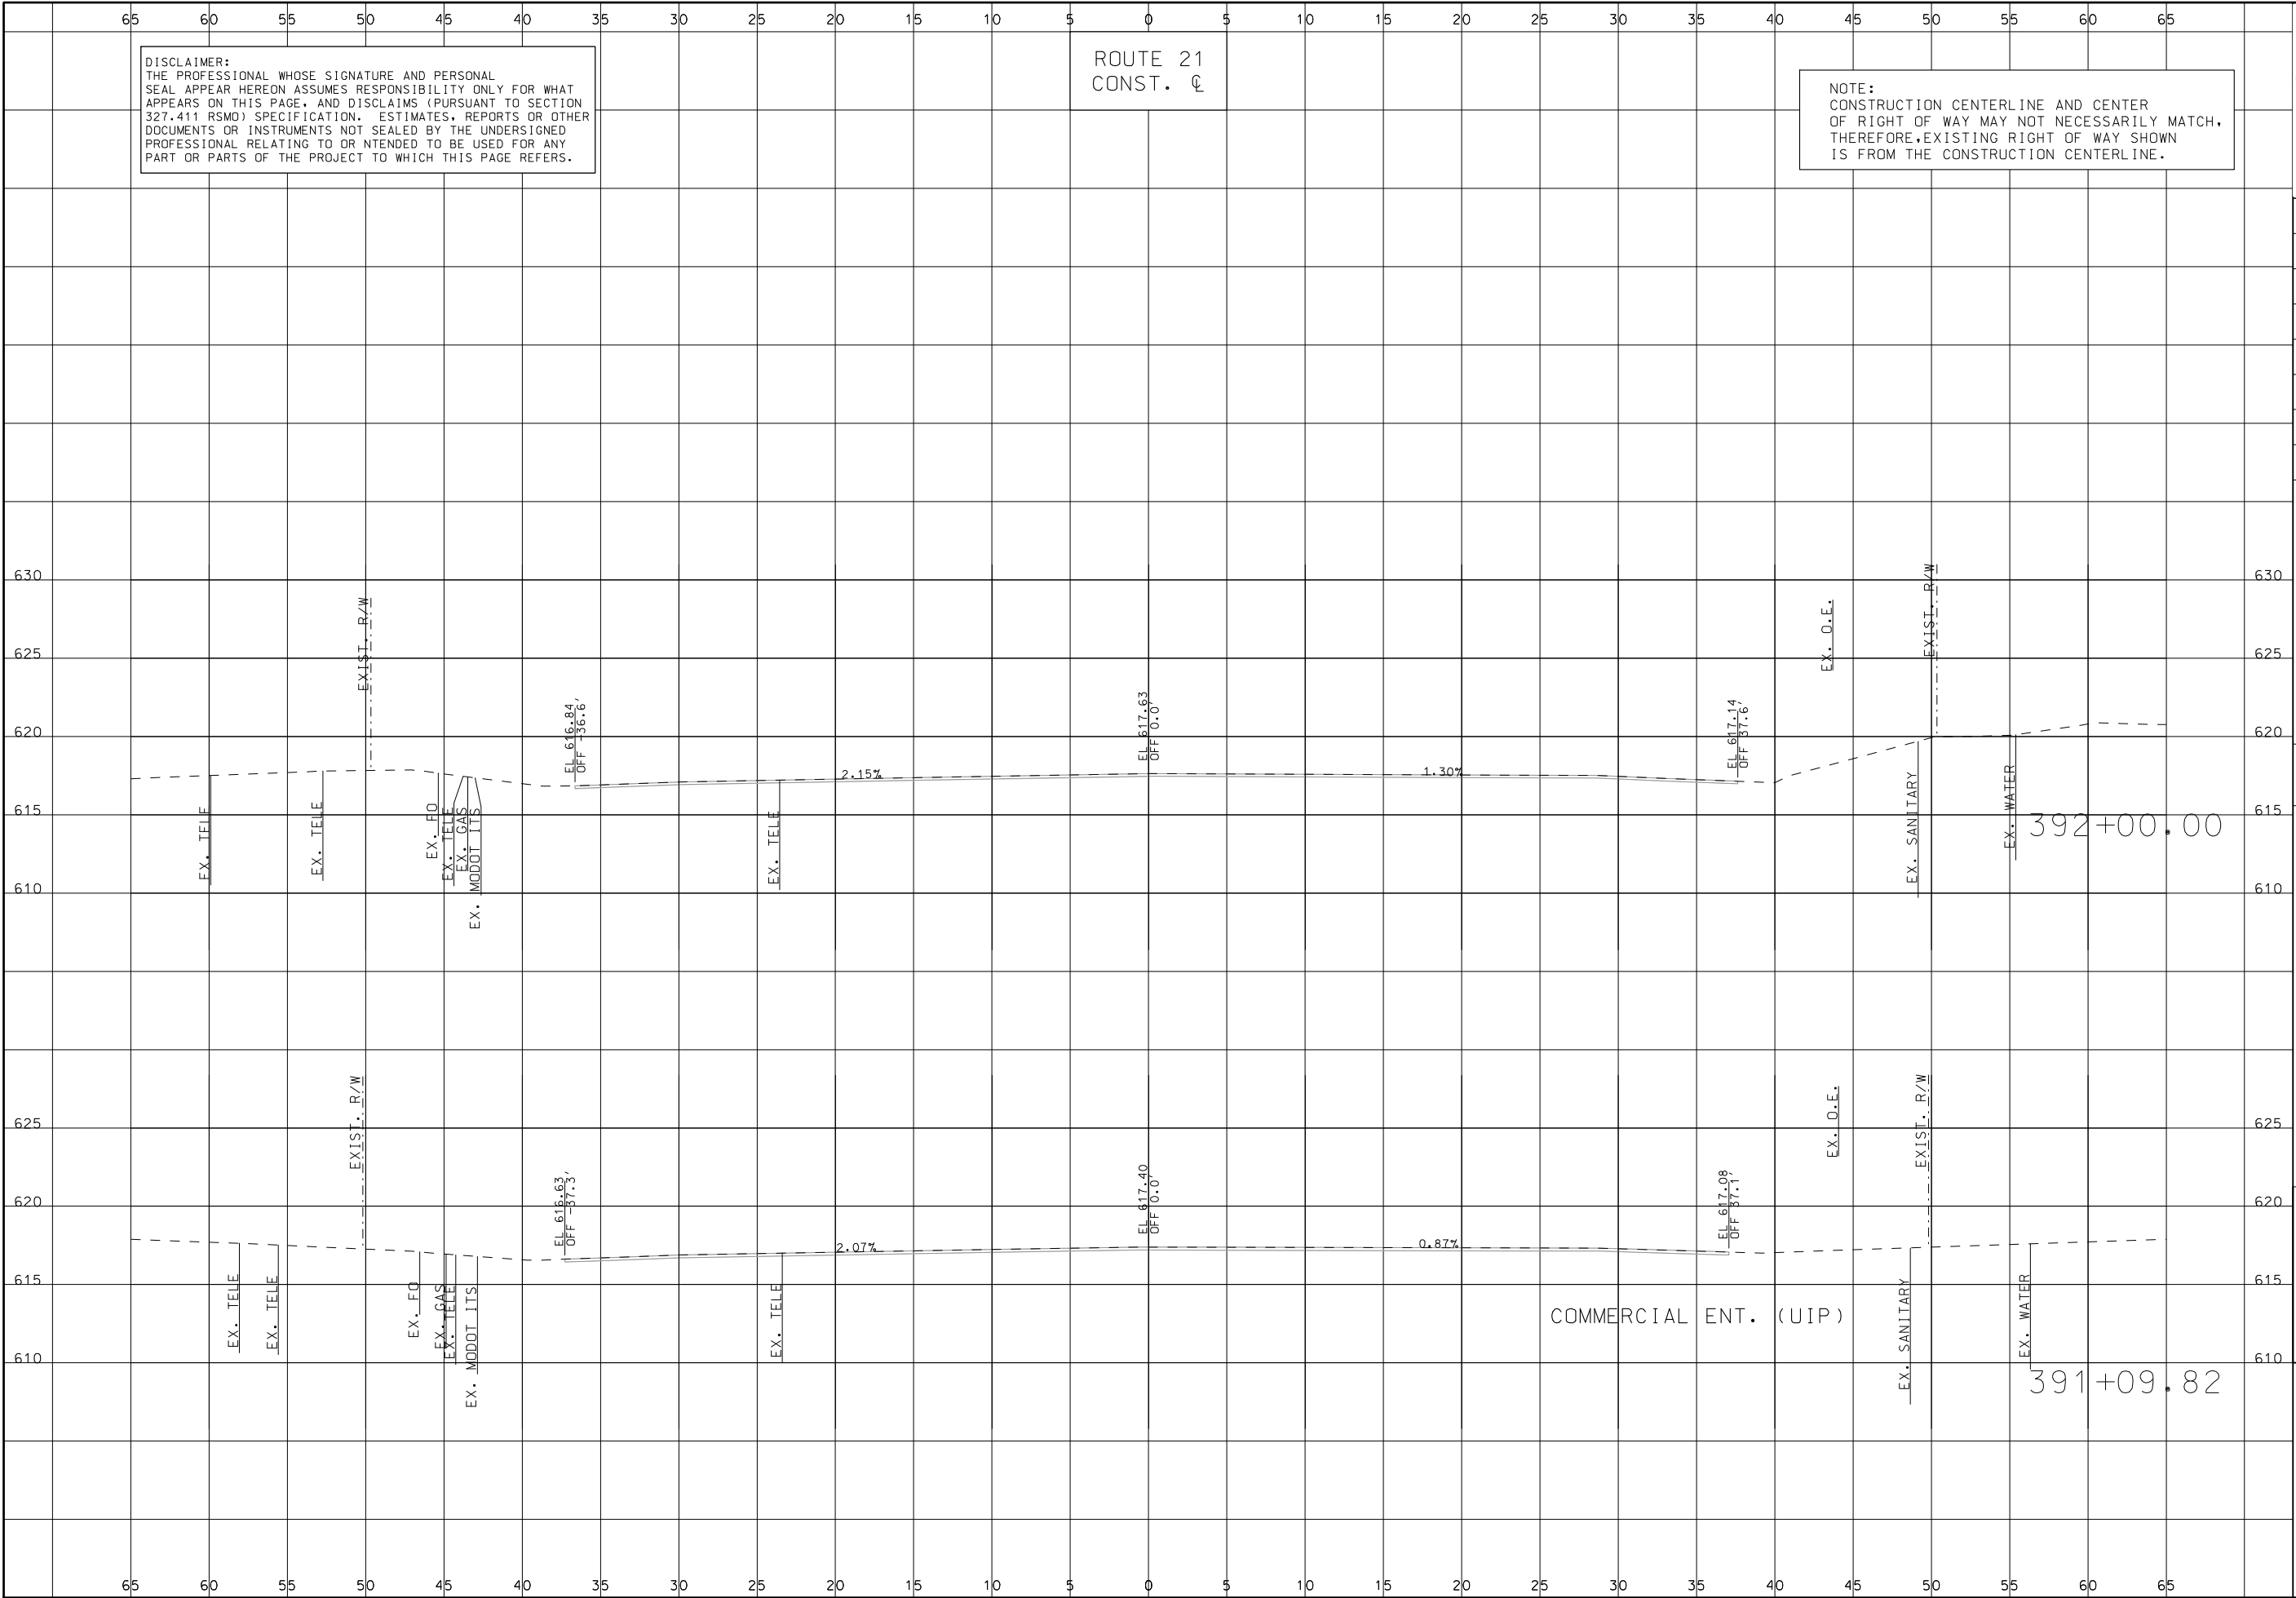 65 60 55 50 45 40 35 30 25 20 15 10 5 0 5 10 15 20 25 30 35 40 45 50 55 60 65
DISCLAIMER:
THE PROFESSIONAL WHOSE SIGNATURE AND PERSONAL
SEAL APPEAR HEREON ASSUMES RESPONSIBILITY ONLY FOR WHAT
APPEARS ON THIS PAGE, AND DISCLAIMS (PURSUANT TO SECTION
327.411 RSMO) SPECIFICATION. ESTIMATES, REPORTS OR OTHER
DOCUMENTS OR INSTRUMENTS NOT SEALED BY THE UNDERSIGNED
PROFESSIONAL RELATING TO OR NTENDED TO BE USED FOR ANY
PART OR PARTS OF THE PROJECT TO WHICH THIS PAGE REFERS.
ROUTE 21
CONST. ℄
NOTE:
CONSTRUCTION CENTERLINE AND CENTER
OF RIGHT OF WAY MAY NOT NECESSARILY MATCH,
THEREFORE,EXISTING RIGHT OF WAY SHOWN
IS FROM THE CONSTRUCTION CENTERLINE.
630 630
625 625
620 620
615 615
610 610
EX. TELE
EX. TELE
EXIST. R/W
EX. FO
EX. TELE
EX. GAS
EX. MODOT ITS
EL 616.84
OFF -36.6'
EX. TELE
2.15%
EL 617.63
OFF 0.0'
1.30%
EL 617.14
OFF 37.6'
EX. O.E.
EX. SANITARY
EXIST. R/W
EX. WATER
392+00.00
625 625
620 620
615 615
610 610
EX. TELE
EX. TELE
EXIST. R/W
EX. FO
EX. GAS
EX. TELE
EX. MODOT ITS
EL 616.63
OFF -37.3'
EX. TELE
2.07%
EL 617.40
OFF 0.0'
0.87%
EL 617.08
OFF 37.1'
EX. O.E.
COMMERCIAL ENT. (UIP)
EX. SANITARY
EXIST. R/W
EX. WATER
391+09.82
65 60 55 50 45 40 35 30 25 20 15 10 5 0 5 10 15 20 25 30 35 40 45 50 55 60 65